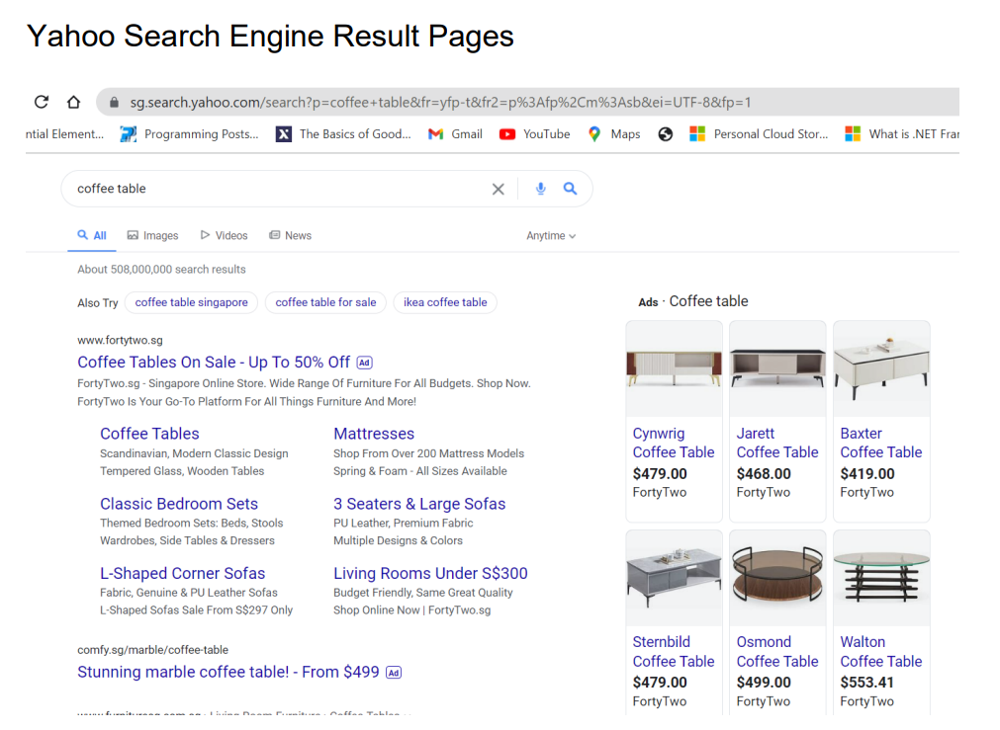 Yahoo Search Engine Result Pages
sg.search.yahoo.com/search?p=coffee+table&fr=yfp-t&fr2=p%3Afp%2Cm%3Asb&ei=UTF-8&fp=1
ntial Element... Programming Posts... The Basics of Good... Gmail YouTube Maps Personal Cloud Stor... What is .NET Fran
coffee table
All Images Videos News Anytime
About 508,000,000 search results
Also Try coffee table singapore coffee table for sale ikea coffee table
www.fortytwo.sg
Coffee Tables On Sale - Up To 50% Off Ad
FortyTwo.sg - Singapore Online Store. Wide Range Of Furniture For All Budgets. Shop Now.
FortyTwo Is Your Go-To Platform For All Things Furniture And More!
Coffee Tables
Scandinavian, Modern Classic Design
Tempered Glass, Wooden Tables
Mattresses
Shop From Over 200 Mattress Models
Spring & Foam - All Sizes Available
Classic Bedroom Sets
Themed Bedroom Sets: Beds, Stools
Wardrobes, Side Tables & Dressers
3 Seaters & Large Sofas
PU Leather, Premium Fabric
Multiple Designs & Colors
L-Shaped Corner Sofas
Fabric, Genuine & PU Leather Sofas
L-Shaped Sofas Sale From S$297 Only
Living Rooms Under S$300
Budget Friendly, Same Great Quality
Shop Online Now | FortyTwo.sg
comfy.sg/marble/coffee-table
Stunning marble coffee table! - From $499 Ad
Ads · Coffee table
Cynwrig
Coffee Table
$479.00
FortyTwo
Jarett
Coffee Table
$468.00
FortyTwo
Baxter
Coffee Table
$419.00
FortyTwo
Sternbild
Coffee Table
$479.00
FortyTwo
Osmond
Coffee Table
$499.00
FortyTwo
Walton
Coffee Table
$553.41
FortyTwo